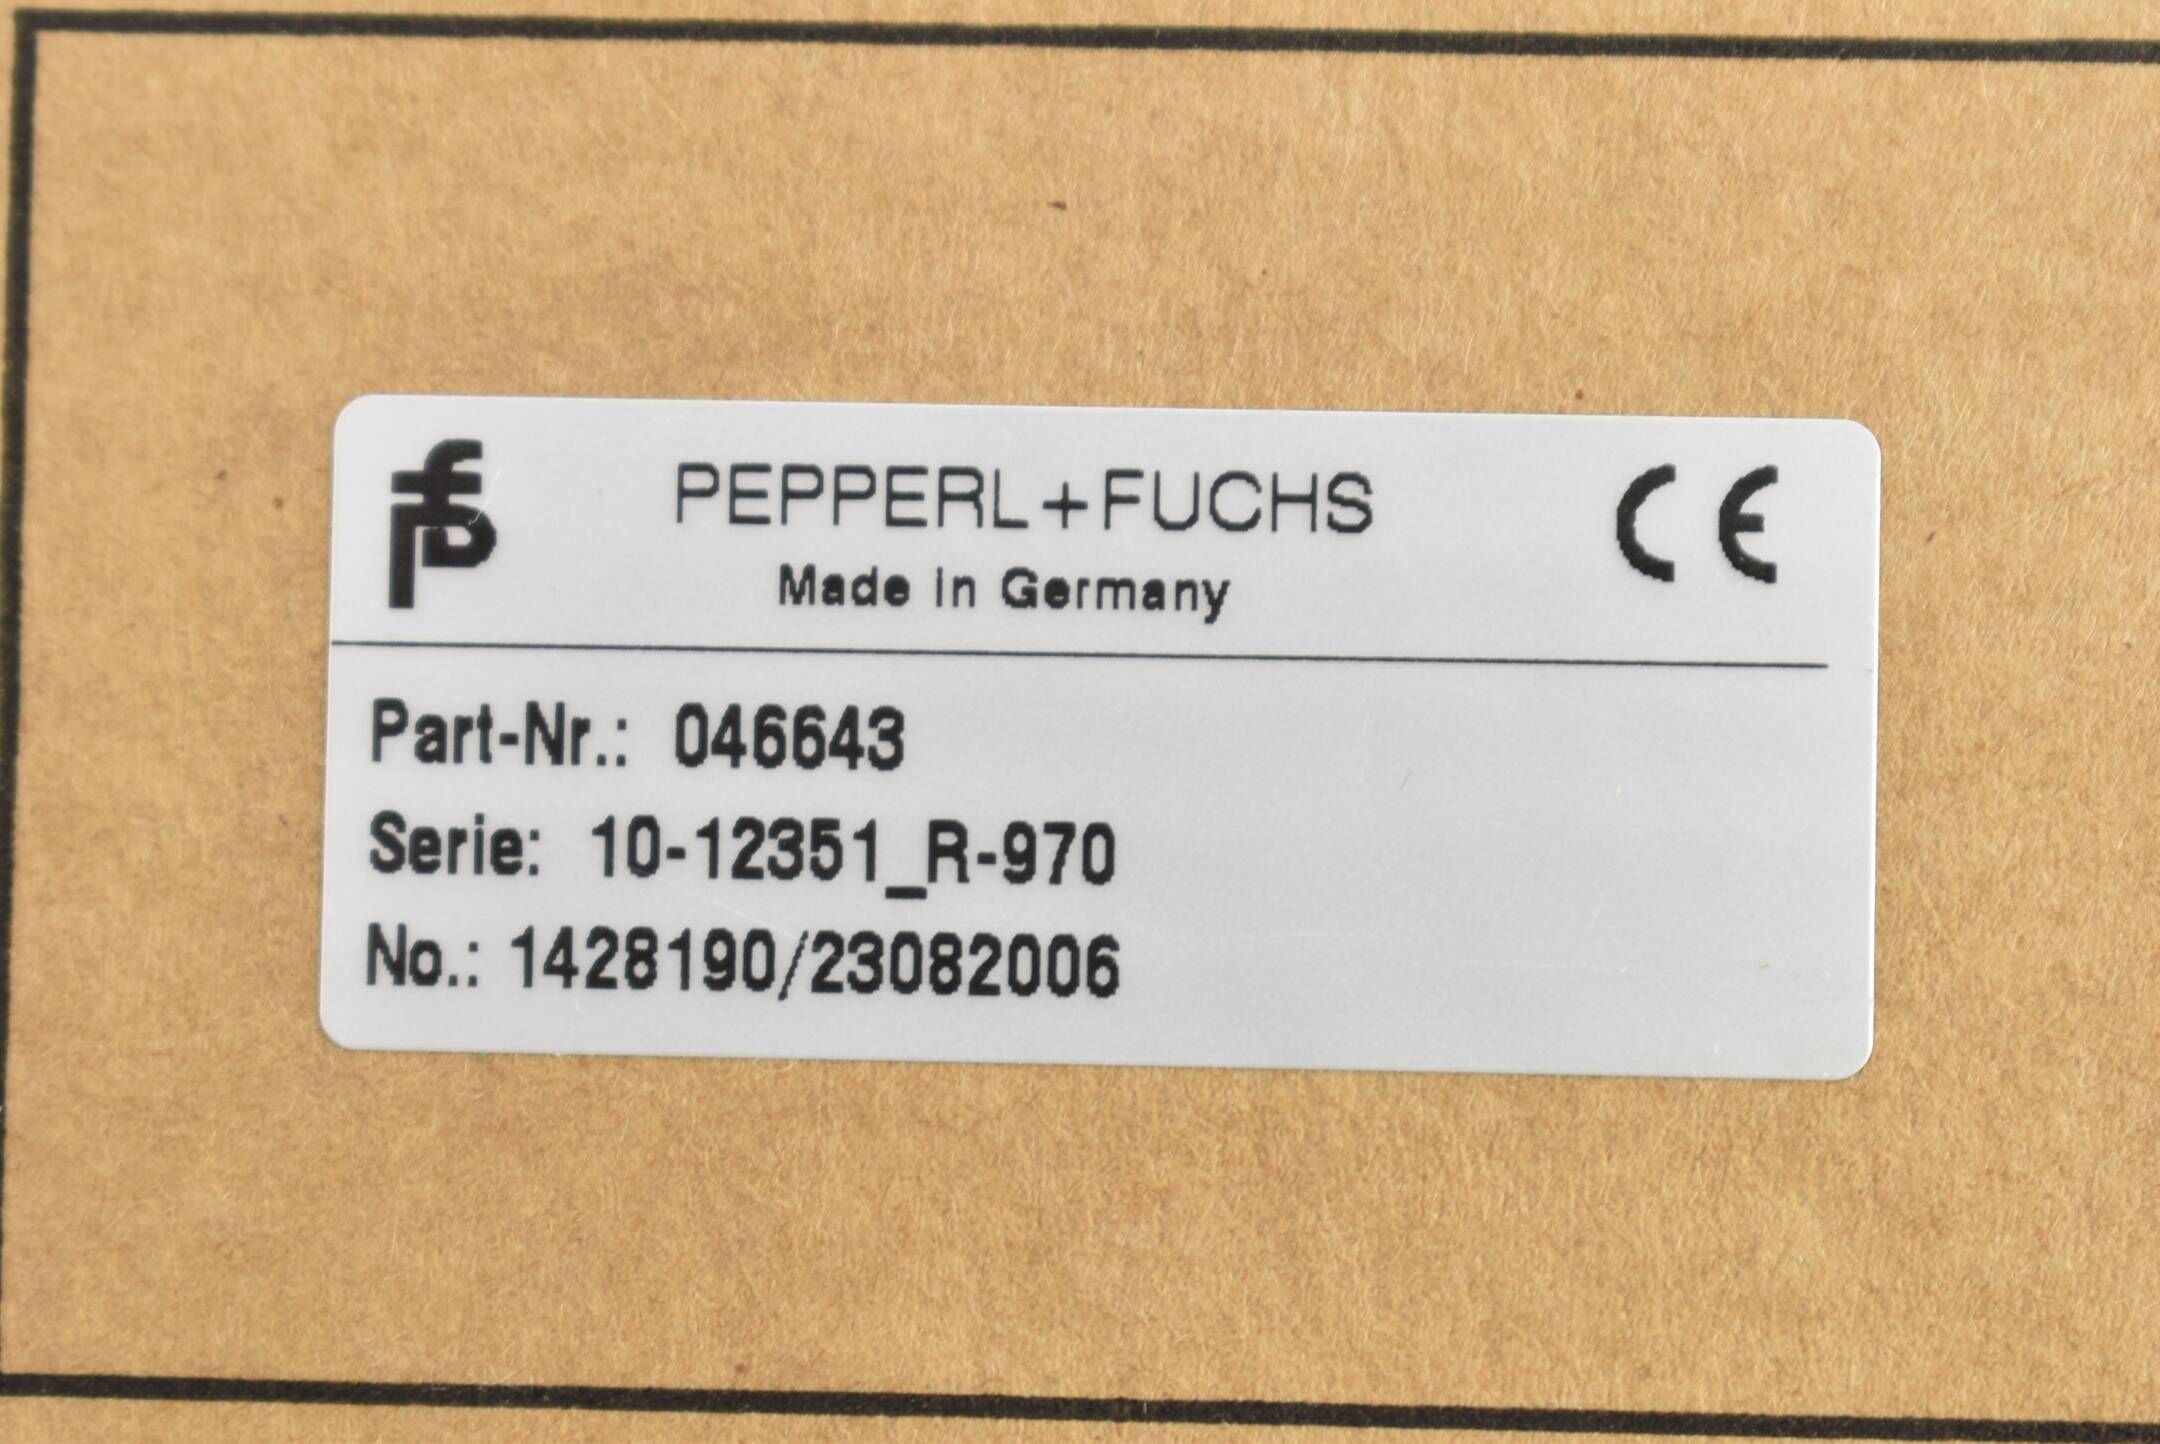 PEPPERL+FUCHS
CE
Made in Germany
Part-Nr.: 046643
Serie: 10-12351_R-970
No.: 1428190/23082006